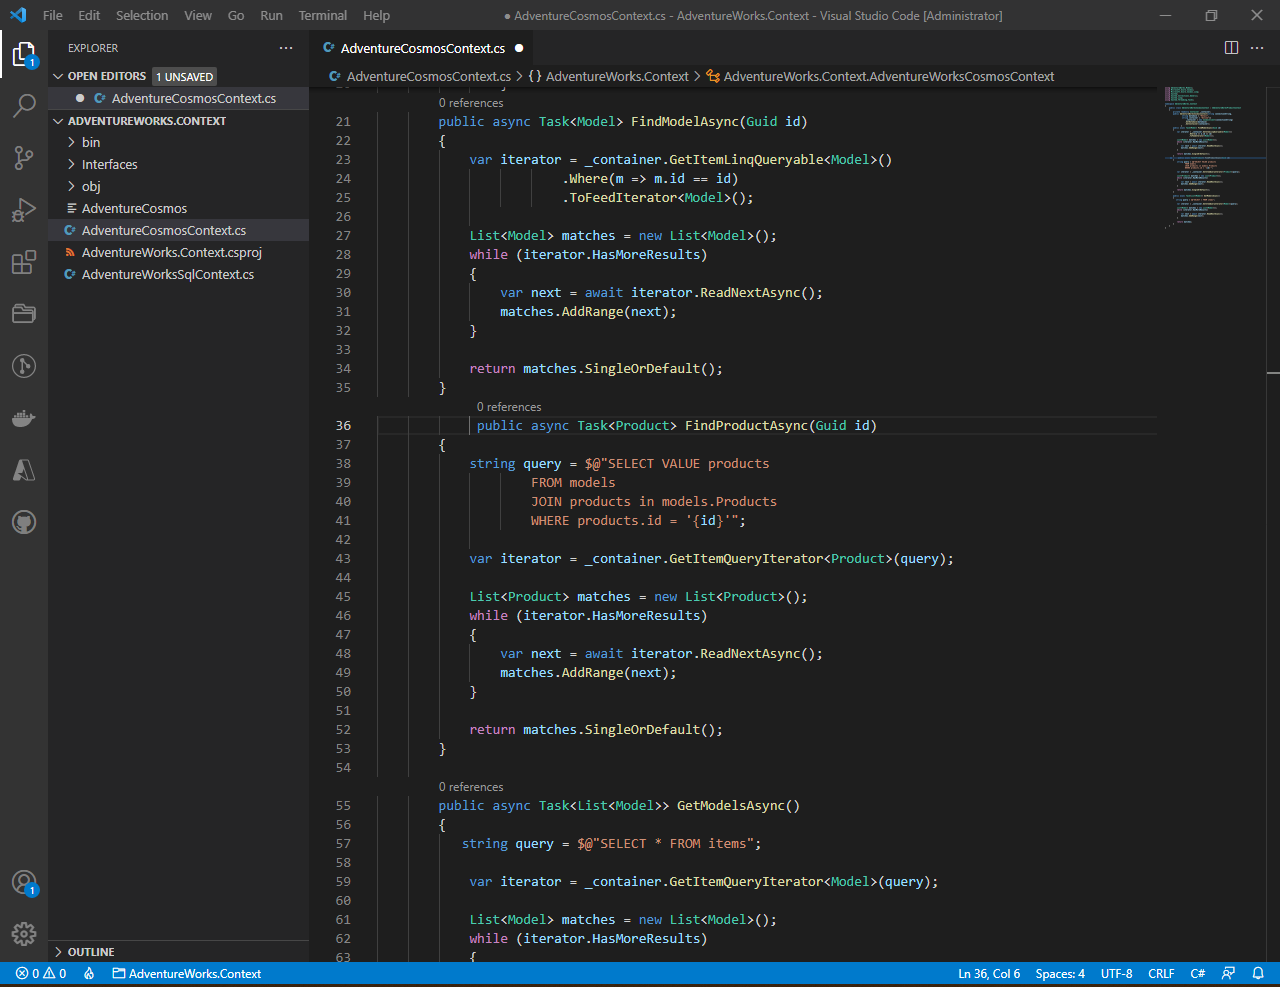 File Edit Selection View Go Run Terminal Help
● AdventureCosmosContext.cs - AdventureWorks.Context - Visual Studio Code [Administrator]
EXPLORER
OPEN EDITORS 1 UNSAVED
AdventureCosmosContext.cs
ADVENTUREWORKS.CONTEXT
bin
Interfaces
obj
AdventureCosmos
AdventureCosmosContext.cs
AdventureWorks.Context.csproj
AdventureWorksSqlContext.cs
OUTLINE
1
1
AdventureCosmosContext.cs
AdventureCosmosContext.cs > {} AdventureWorks.Context > AdventureWorks.Context.AdventureWorksCosmosContext
0 references
21 public async Task<Model> FindModelAsync(Guid id)
22 {
23 var iterator = _container.GetItemLinqQueryable<Model>()
24 .Where(m => m.id == id)
25 .ToFeedIterator<Model>();
26
27 List<Model> matches = new List<Model>();
28 while (iterator.HasMoreResults)
29 {
30 var next = await iterator.ReadNextAsync();
31 matches.AddRange(next);
32 }
33
34 return matches.SingleOrDefault();
35 }
0 references
36 public async Task<Product> FindProductAsync(Guid id)
37 {
38 string query = $@"SELECT VALUE products
39 FROM models
40 JOIN products in models.Products
41 WHERE products.id = '{id}'";
42
43 var iterator = _container.GetItemQueryIterator<Product>(query);
44
45 List<Product> matches = new List<Product>();
46 while (iterator.HasMoreResults)
47 {
48 var next = await iterator.ReadNextAsync();
49 matches.AddRange(next);
50 }
51
52 return matches.SingleOrDefault();
53 }
54
0 references
55 public async Task<List<Model>> GetModelsAsync()
56 {
57 string query = $@"SELECT * FROM items";
58
59 var iterator = _container.GetItemQueryIterator<Model>(query);
60
61 List<Model> matches = new List<Model>();
62 while (iterator.HasMoreResults)
63 {
0 0 AdventureWorks.Context
Ln 36, Col 6 Spaces: 4 UTF-8 CRLF C#